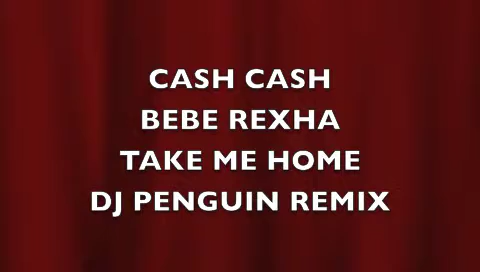 CASH CASH
BEBE REXHA
TAKE ME HOME
DJ PENGUIN REMIX